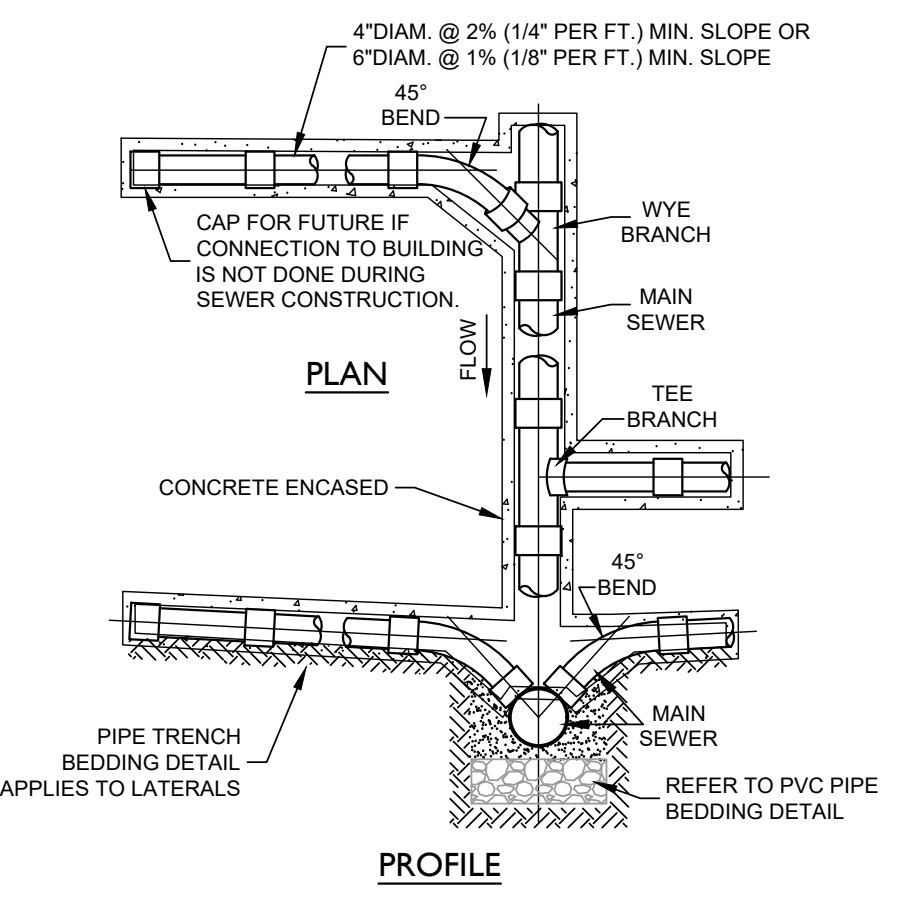 4"DIAM. @ 2% (1/4" PER FT.) MIN. SLOPE OR
6"DIAM. @ 1% (1/8" PER FT.) MIN. SLOPE
45°
BEND
WYE
BRANCH
CAP FOR FUTURE IF
CONNECTION TO BUILDING
IS NOT DONE DURING
SEWER CONSTRUCTION.
MAIN
SEWER
FLOW
PLAN
TEE
BRANCH
CONCRETE ENCASED
45°
BEND
MAIN
SEWER
PIPE TRENCH
BEDDING DETAIL
APPLIES TO LATERALS
REFER TO PVC PIPE
BEDDING DETAIL
PROFILE